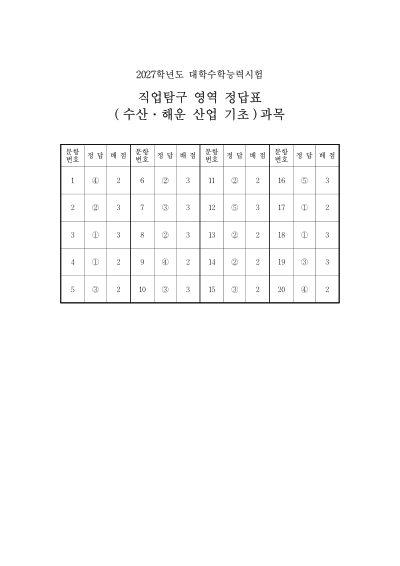 2027학년도 대학수학능력시험
직업탐구 영역 정답표
( 수산・해운 산업 기초 ) 과목
문항번호 정 답 배 점 문항번호 정 답 배 점 문항번호 정 답 배 점 문항번호 정 답 배 점
1 ④ 2 6 ② 3 11 ② 2 16 ⑤ 3
2 ② 3 7 ③ 3 12 ⑤ 3 17 ① 2
3 ① 3 8 ② 3 13 ② 2 18 ① 3
4 ① 2 9 ④ 2 14 ② 2 19 ③ 3
5 ③ 2 10 ③ 3 15 ③ 2 20 ④ 2